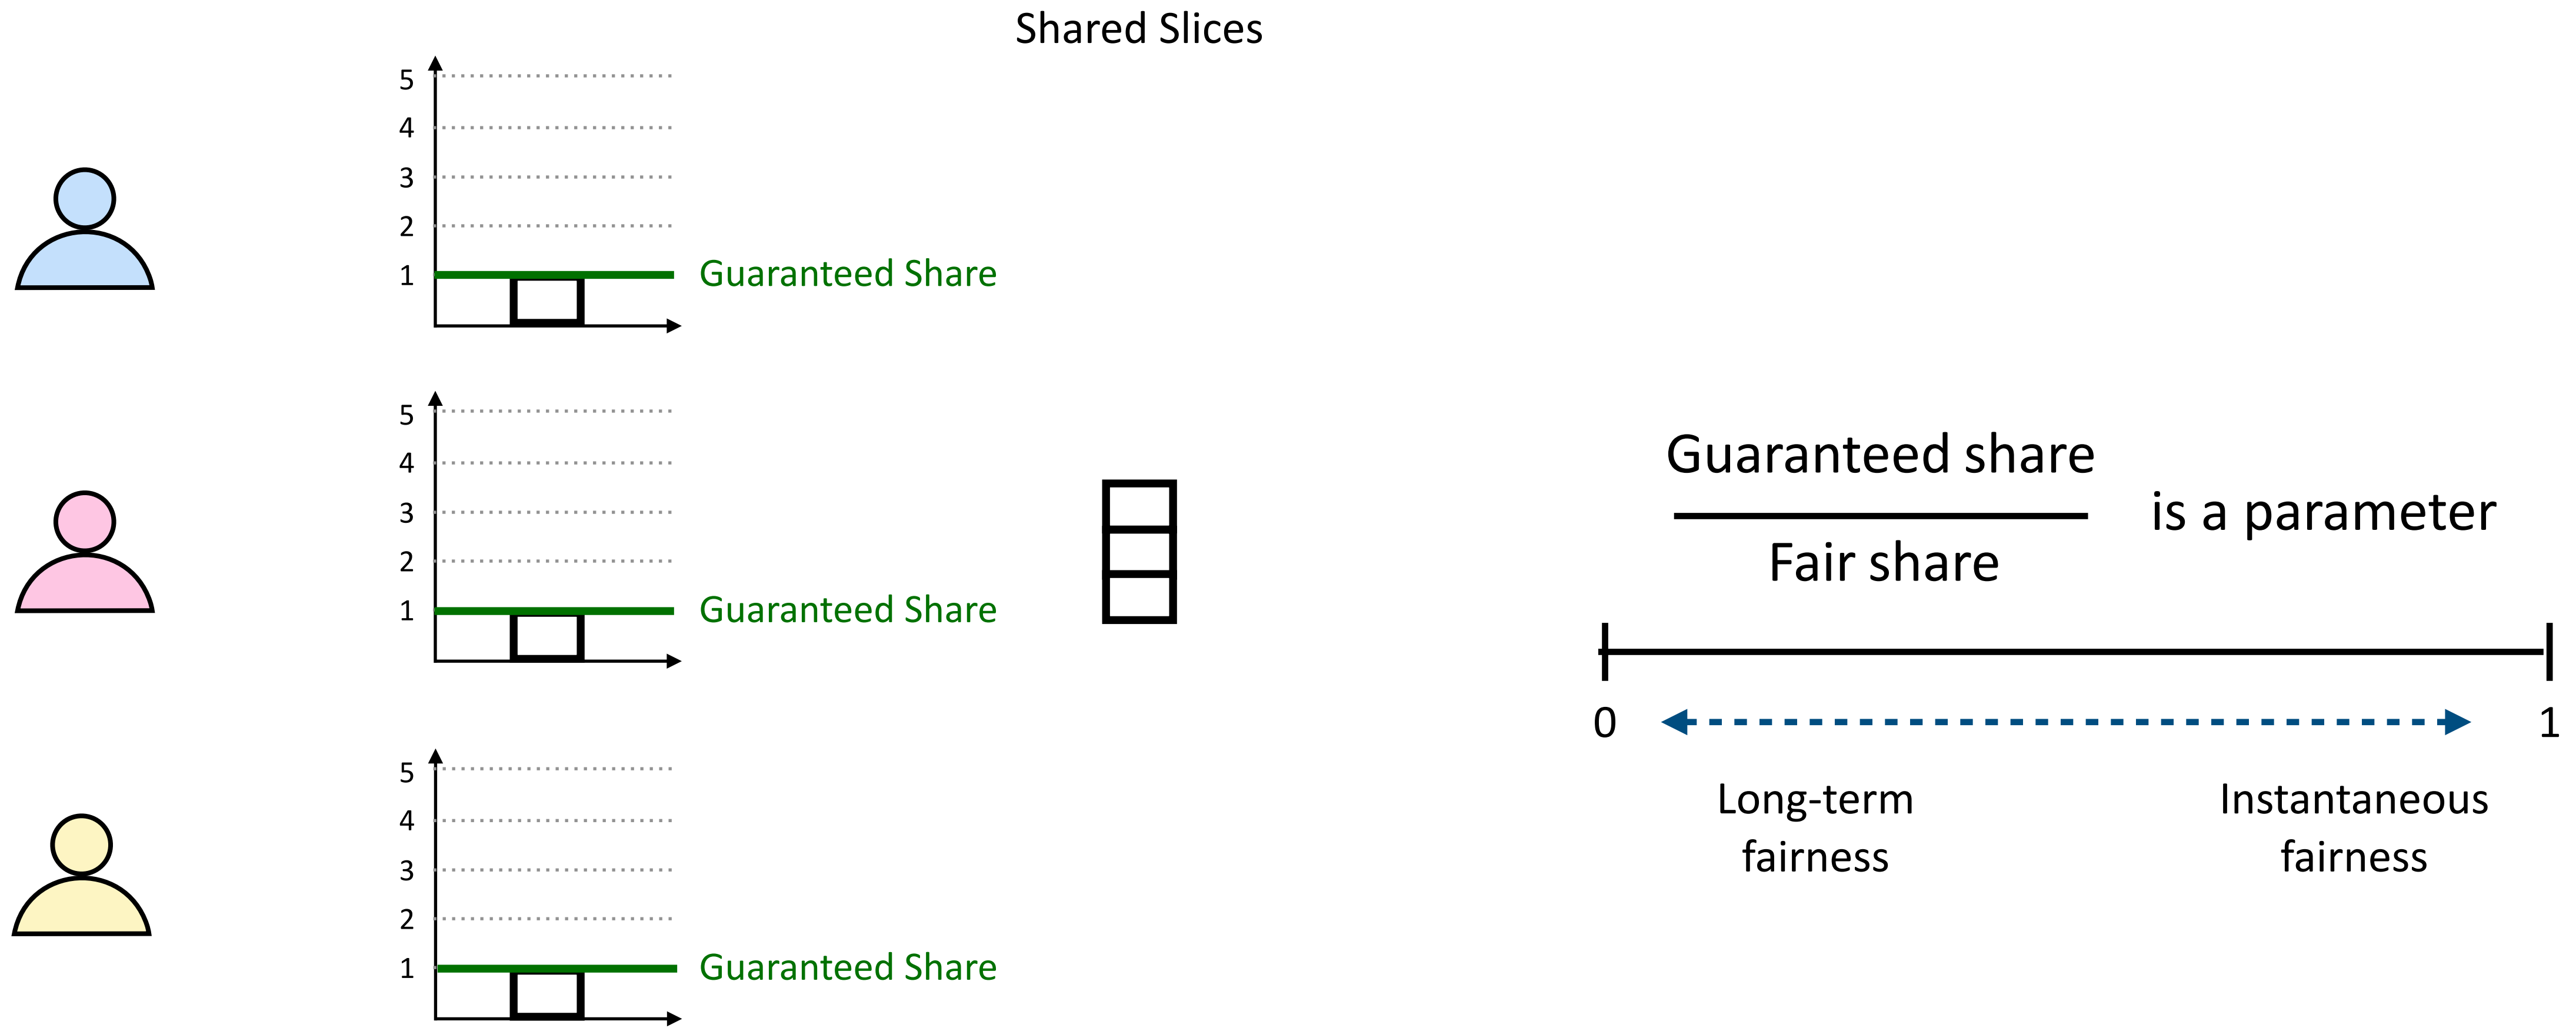 Shared Slices
5
4
3
2
1
Guaranteed Share
5
4
3
2
1
Guaranteed Share
5
4
3
2
1
Guaranteed Share
Guaranteed share
Fair share
is a parameter
0
1
Long-term
fairness
Instantaneous
fairness